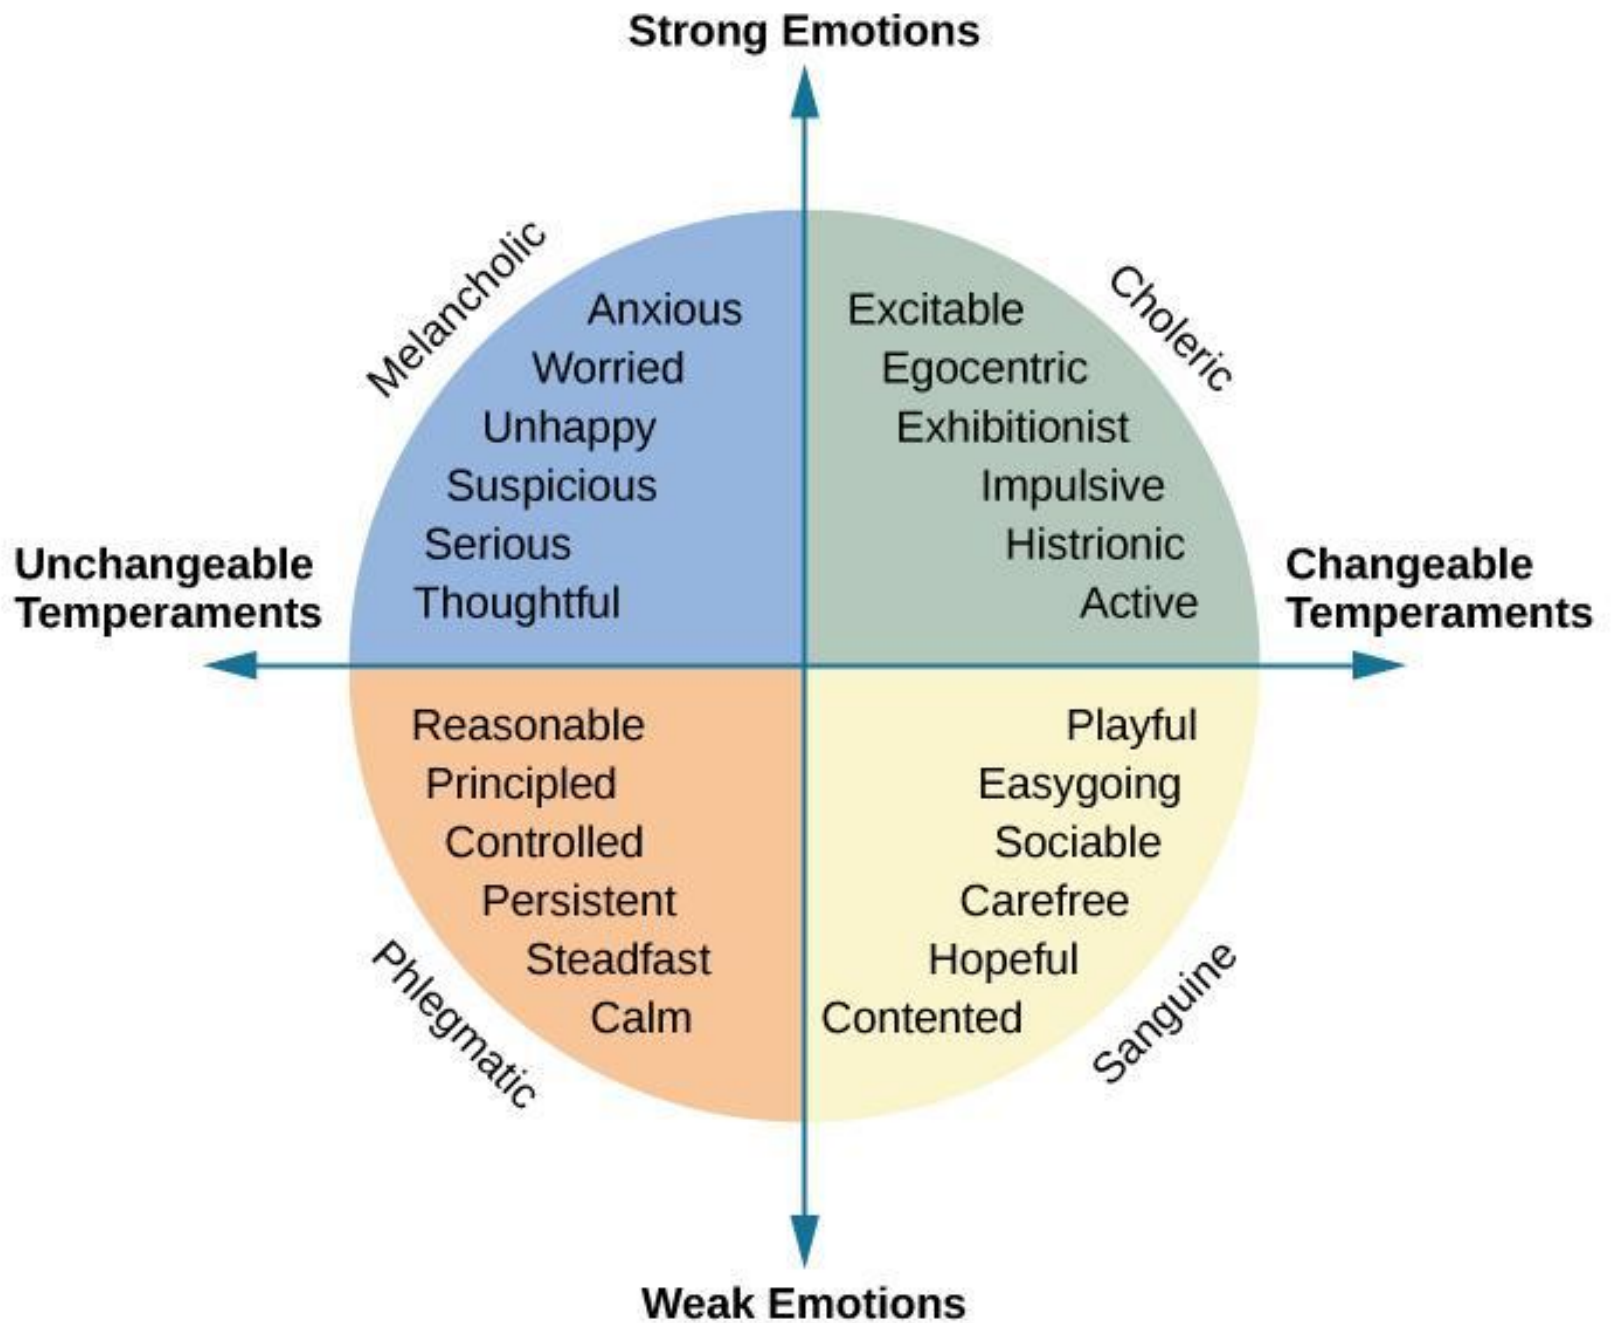 Strong Emotions
Melancholic
Anxious
Worried
Unhappy
Suspicious
Serious
Thoughtful
Choleric
Excitable
Egocentric
Exhibitionist
Impulsive
Histrionic
Active
Unchangeable
Temperaments
Changeable
Temperaments
Reasonable
Principled
Controlled
Persistent
Steadfast
Calm
Phlegmatic
Playful
Easygoing
Sociable
Carefree
Hopeful
Contented
Sanguine
Weak Emotions